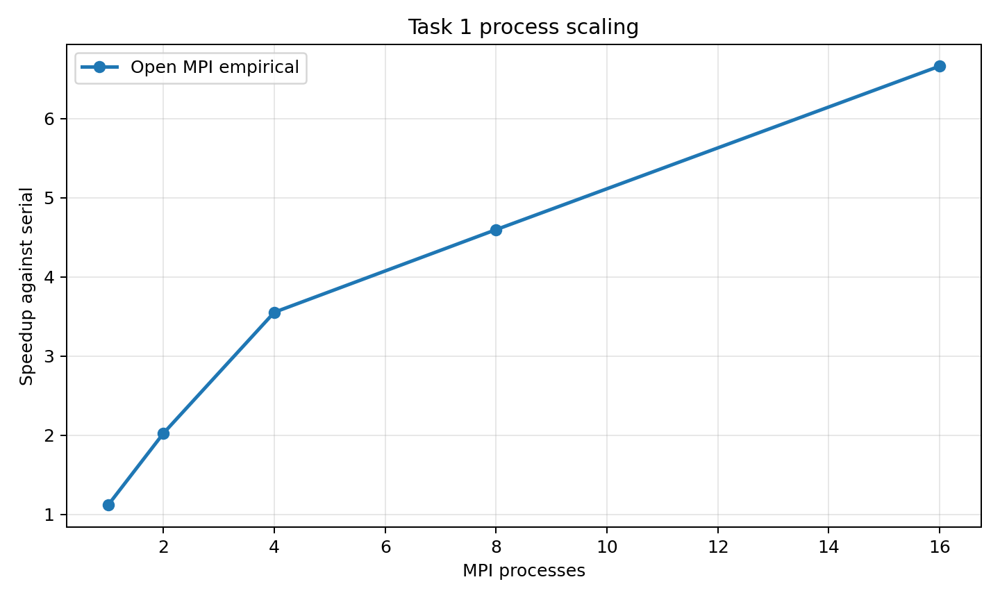 Task 1 process scaling
Open MPI empirical
Speedup against serial
6
5
4
3
2
1
2 4 6 8 10 12 14 16
MPI processes